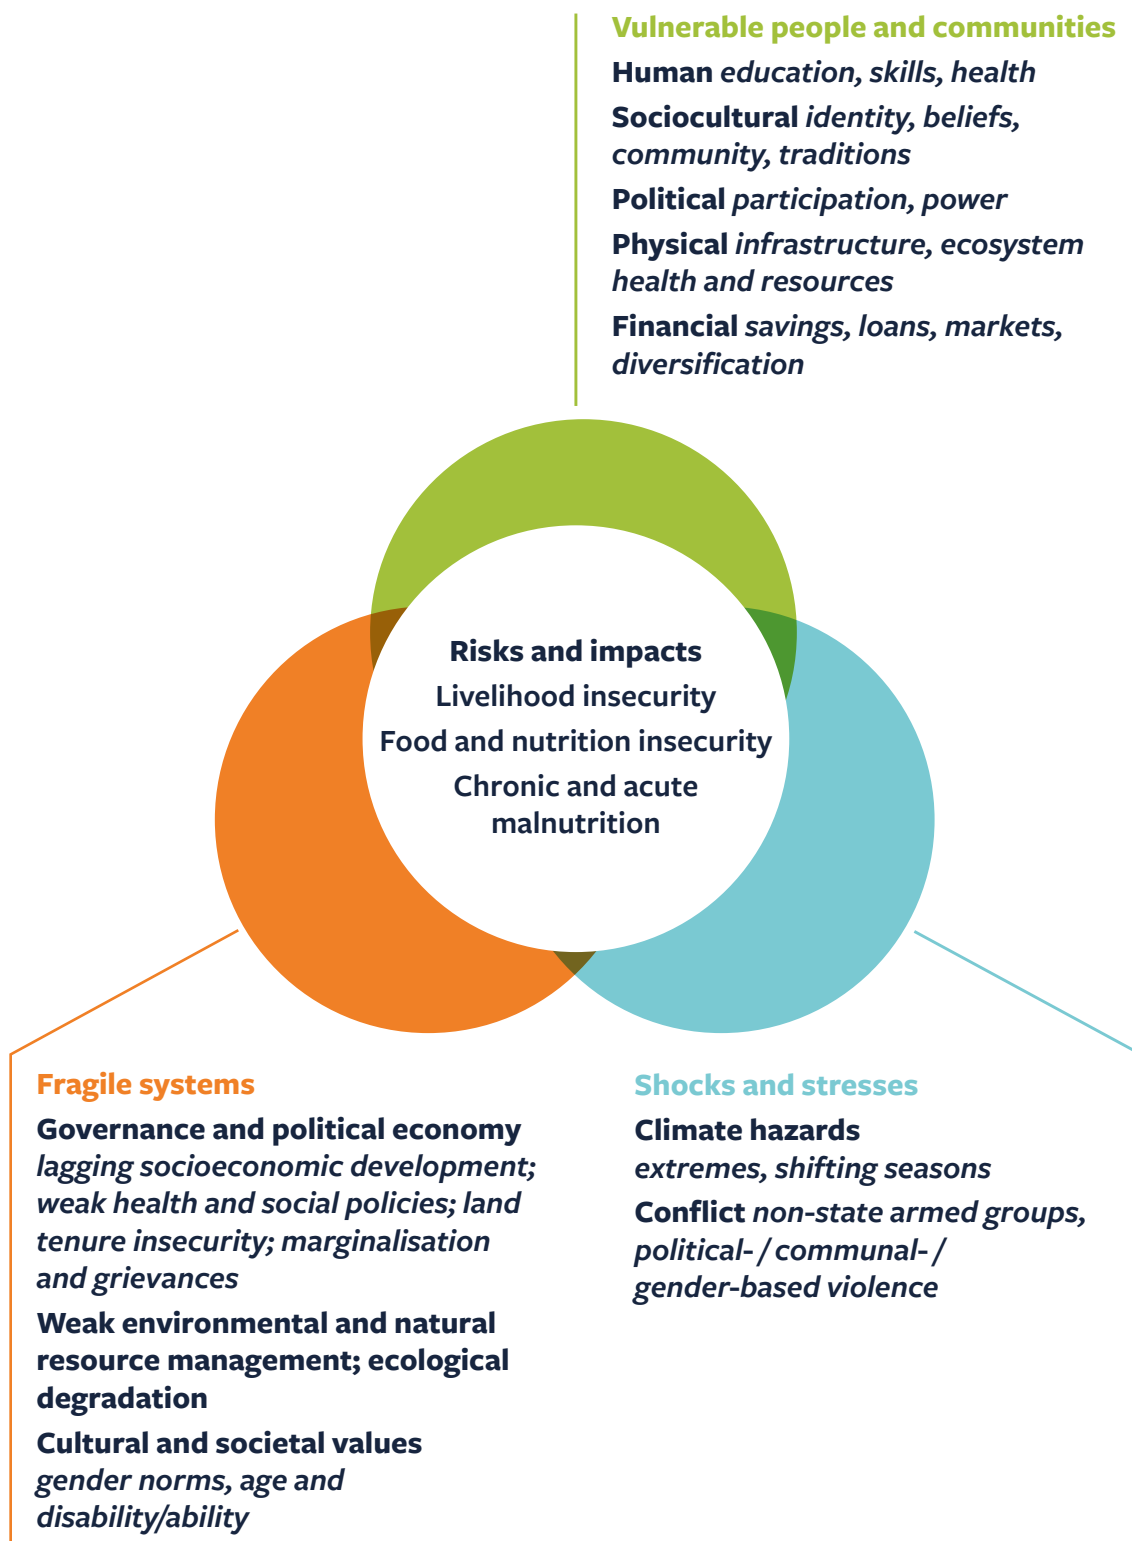 Vulnerable people and communities
Human education, skills, health
Sociocultural identity, beliefs,
community, traditions
Political participation, power
Physical infrastructure, ecosystem
health and resources
Financial savings, loans, markets,
diversification
Risks and impacts
Livelihood insecurity
Food and nutrition insecurity
Chronic and acute
malnutrition
Fragile systems
Governance and political economy
lagging socioeconomic development;
weak health and social policies; land
tenure insecurity; marginalisation
and grievances
Weak environmental and natural
resource management; ecological
degradation
Cultural and societal values
gender norms, age and
disability/ability
Shocks and stresses
Climate hazards
extremes, shifting seasons
Conflict non-state armed groups,
political- / communal- /
gender-based violence